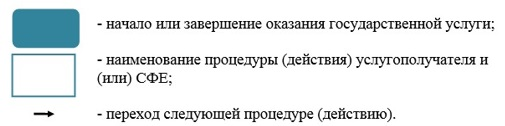 - начало или завершение оказания государственной услуги;
- наименование процедуры (действия) услугополучателя и
(или) СФЕ;
- переход следующей процедуре (действию).